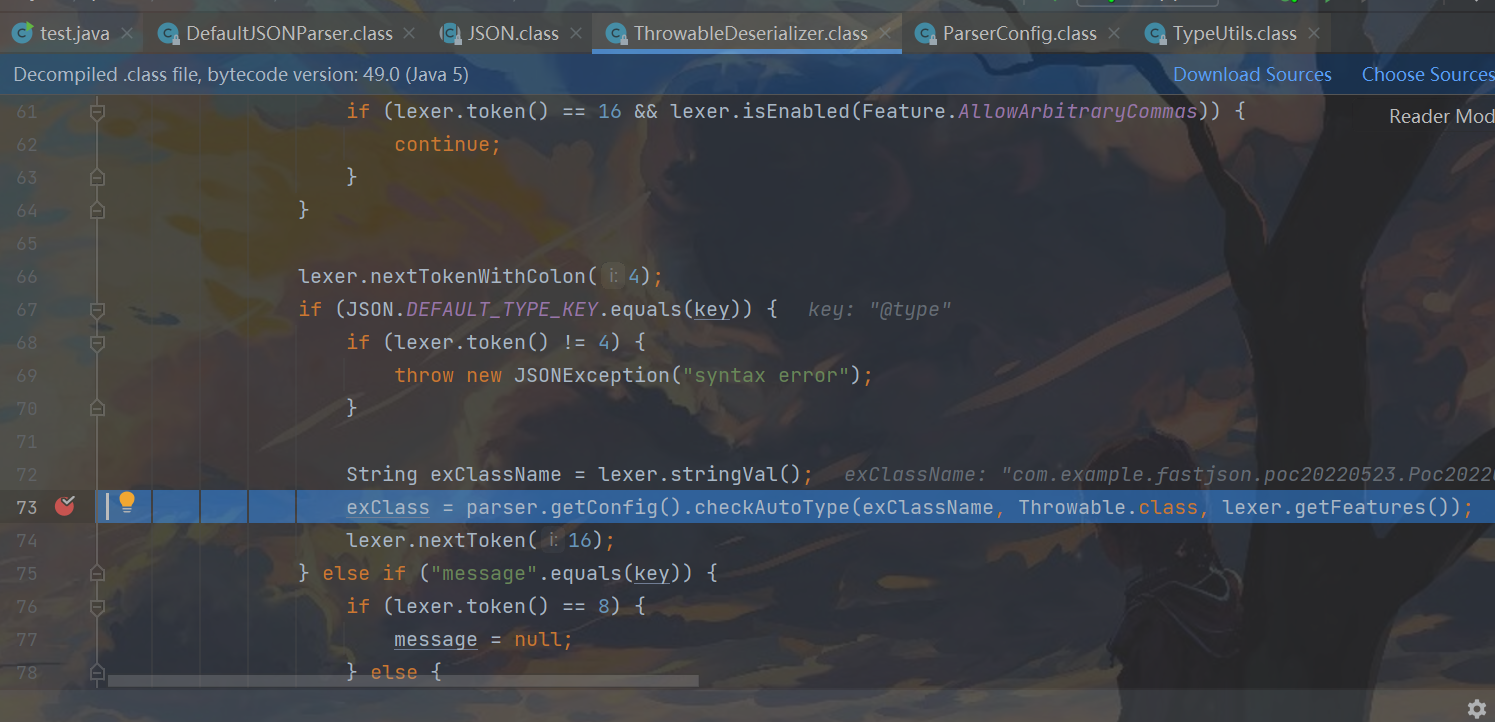 test.java DefaultJSONParser.class JSON.class ThrowableDeserializer.class ParserConfig.class TypeUtils.class
Decompiled .class file, bytecode version: 49.0 (Java 5) Download Sources Choose Sources
61 if (lexer.token() == 16 && lexer.isEnabled(Feature.AllowArbitraryCommas)) { Reader Mod
62 continue;
63 }
64 }
65
66 lexer.nextTokenWithColon( i: 4);
67 if (JSON.DEFAULT_TYPE_KEY.equals(key)) { key: "@type"
68 if (lexer.token() != 4) {
69 throw new JSONException("syntax error");
70 }
71
72 String exClassName = lexer.stringVal(); exClassName: "com.example.fastjson.poc20220523.Poc2022
73 exClass = parser.getConfig().checkAutoType(exClassName, Throwable.class, lexer.getFeatures());
74 lexer.nextToken( i: 16);
75 } else if ("message".equals(key)) {
76 if (lexer.token() == 8) {
77 message = null;
78 } else {